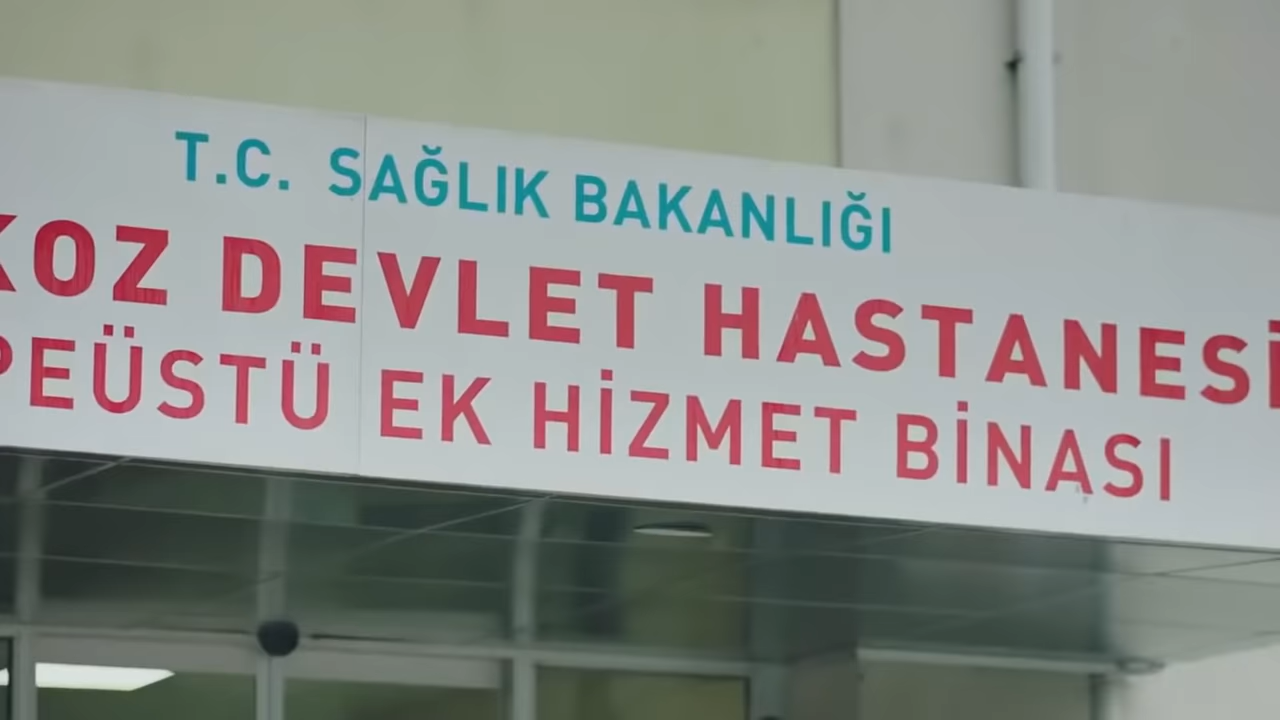 T.C. SAĞLIK BAKANLIĞI
KOZ DEVLET HASTANESİ
PEÜSTÜ EK HİZMET BİNASI